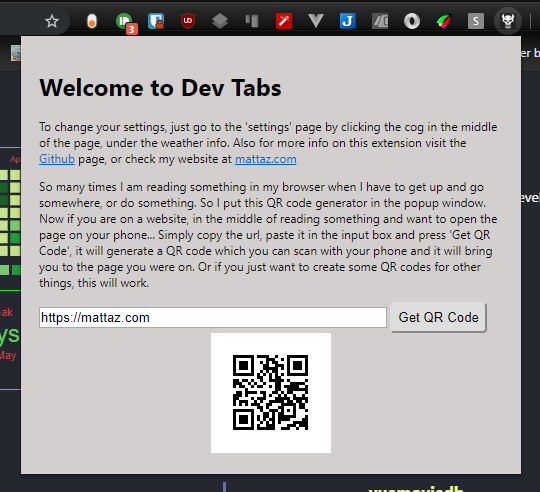 3
UD
J
S
er b
Welcome to Dev Tabs
To change your settings, just go to the 'settings' page by clicking the cog in the middle
of the page, under the weather info. Also for more info on this extension visit the
Github page, or check my website at mattaz.com
So many times I am reading something in my browser when I have to get up and go
somewhere, or do something. So I put this QR code generator in the popup window.
Now if you are on a website, in the middle of reading something and want to open the
page on your phone... Simply copy the url, paste it in the input box and press 'Get QR
Code', it will generate a QR code which you can scan with your phone and it will bring
you to the page you were on. Or if you just want to create some QR codes for other
things, this will work.
https://mattaz.com
Get QR Code
Ap
eak
ys
May
evel